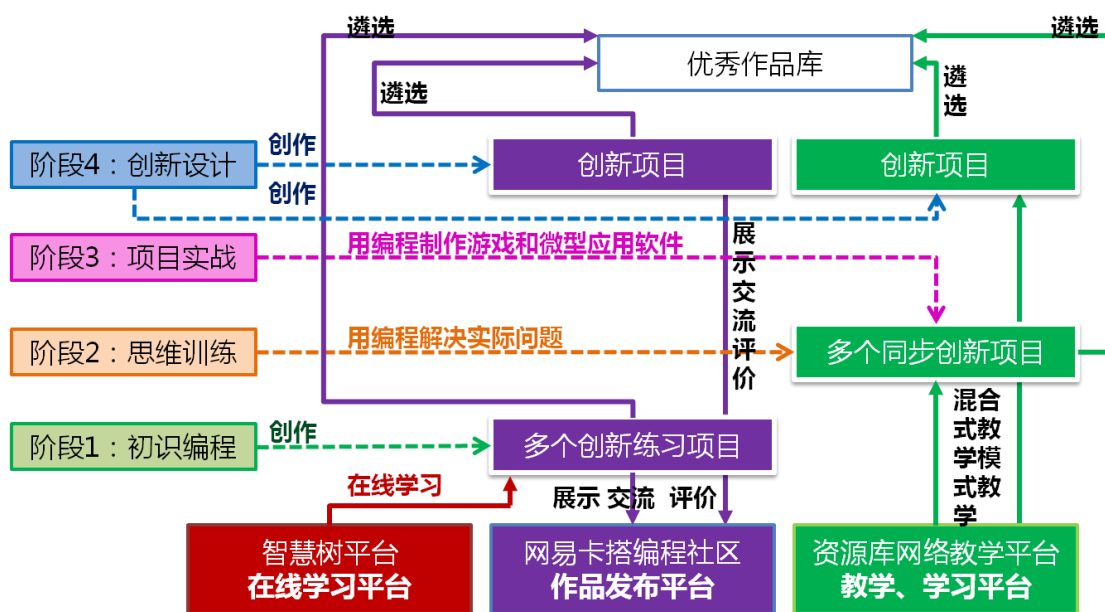 遴选
遴选
优秀作品库
遴选
遴
选
创作
阶段4：创新设计
创新项目
创新项目
创作
阶段3：项目实战
用编程制作游戏和微型应用软件
展
示
交
流
评
价
阶段2：思维训练
用编程解决实际问题
多个同步创新项目
混合
式教
学模
式教
学
阶段1：初识编程
创作
多个创新练习项目
在线学习
展示 交流 评价
智慧树平台
在线学习平台
网易卡搭编程社区
作品发布平台
资源库网络教学平台
教学、学习平台